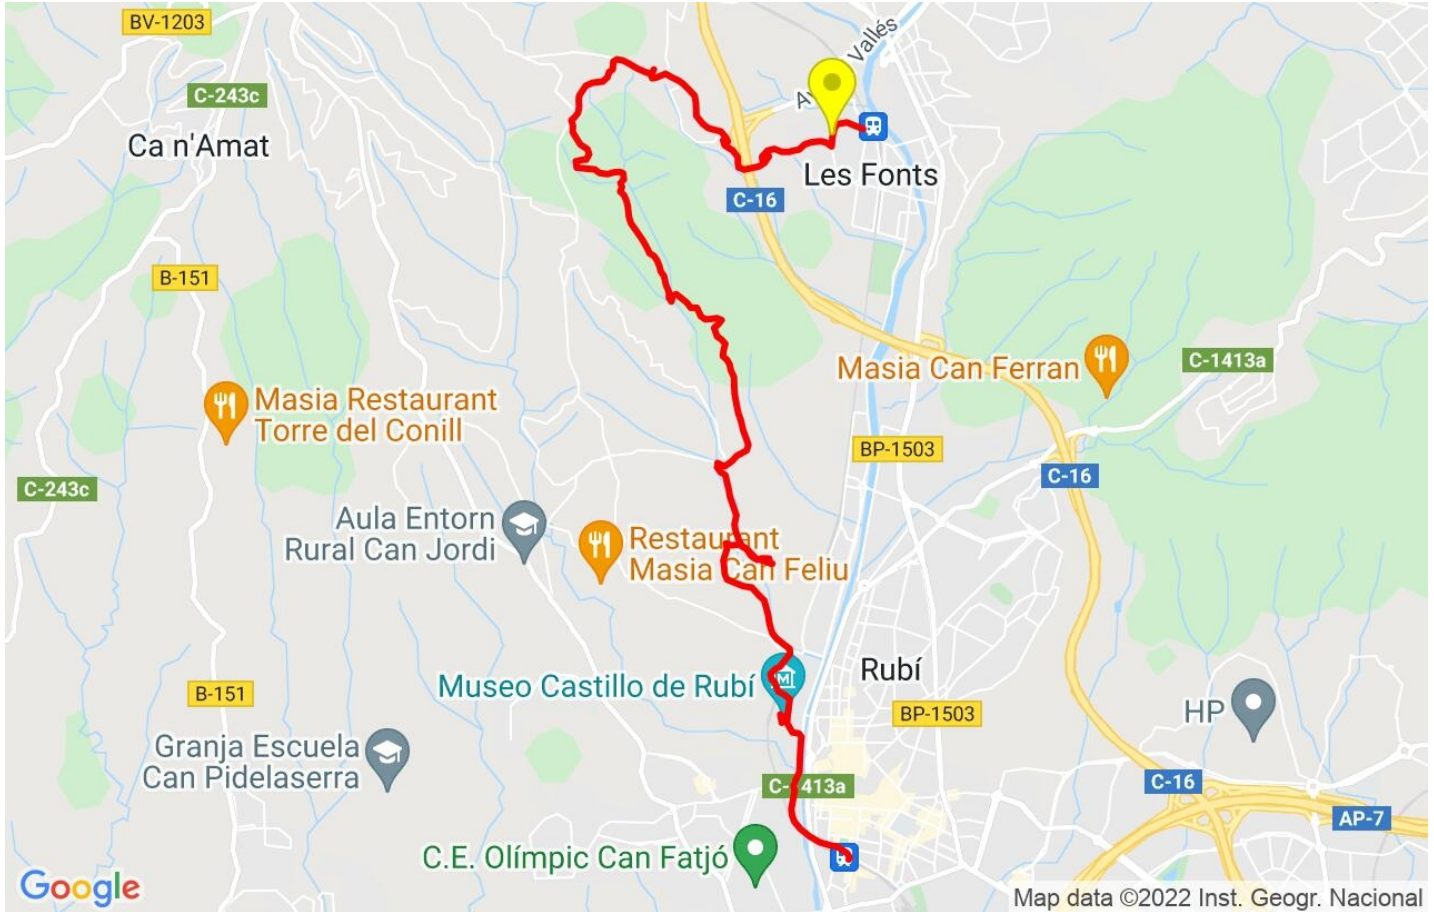 BV-1203
Vallés
Av
C-243c
Ca n'Amat
Les Fonts
C-16
B-151
Masia Can Ferran
C-1413a
Masia Restaurant
Torre del Conill
BP-1503
C-16
C-243c
Aula Entorn
Rural Can Jordi
Restaurant
Masia Can Feliu
Museo Castillo de Rubí
M
Rubí
B-151
BP-1503
HP
Granja Escuela
Can Pidelaserra
C-1413a
C-16
AP-7
C.E. Olímpic Can Fatjó
Google
Map data ©2022 Inst. Geogr. Nacional